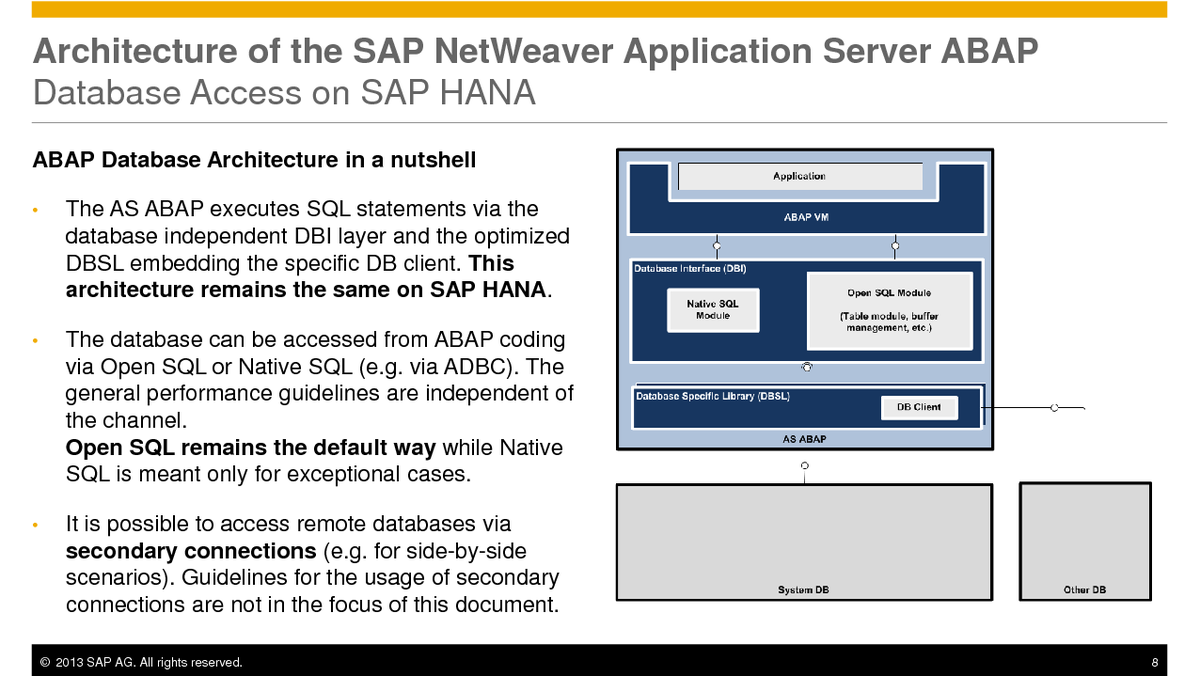 Architecture of the SAP NetWeaver Application Server ABAP
Database Access on SAP HANA
ABAP Database Architecture in a nutshell
• The AS ABAP executes SQL statements via the
database independent DBI layer and the optimized
DBSL embedding the specific DB client. This
architecture remains the same on SAP HANA.
• The database can be accessed from ABAP coding
via Open SQL or Native SQL (e.g. via ADBC). The
general performance guidelines are independent of
the channel.
Open SQL remains the default way while Native
SQL is meant only for exceptional cases.
• It is possible to access remote databases via
secondary connections (e.g. for side-by-side
scenarios). Guidelines for the usage of secondary
connections are not in the focus of this document.
Application
ABAP VM
Database Interface (DBI)
Native SQL
Module
Open SQL Module
(Table module, buffer
management, etc.)
Database Specific Library (DBSL)
DB Client
AS ABAP
System DB
Other DB
© 2013 SAP AG. All rights reserved.
8